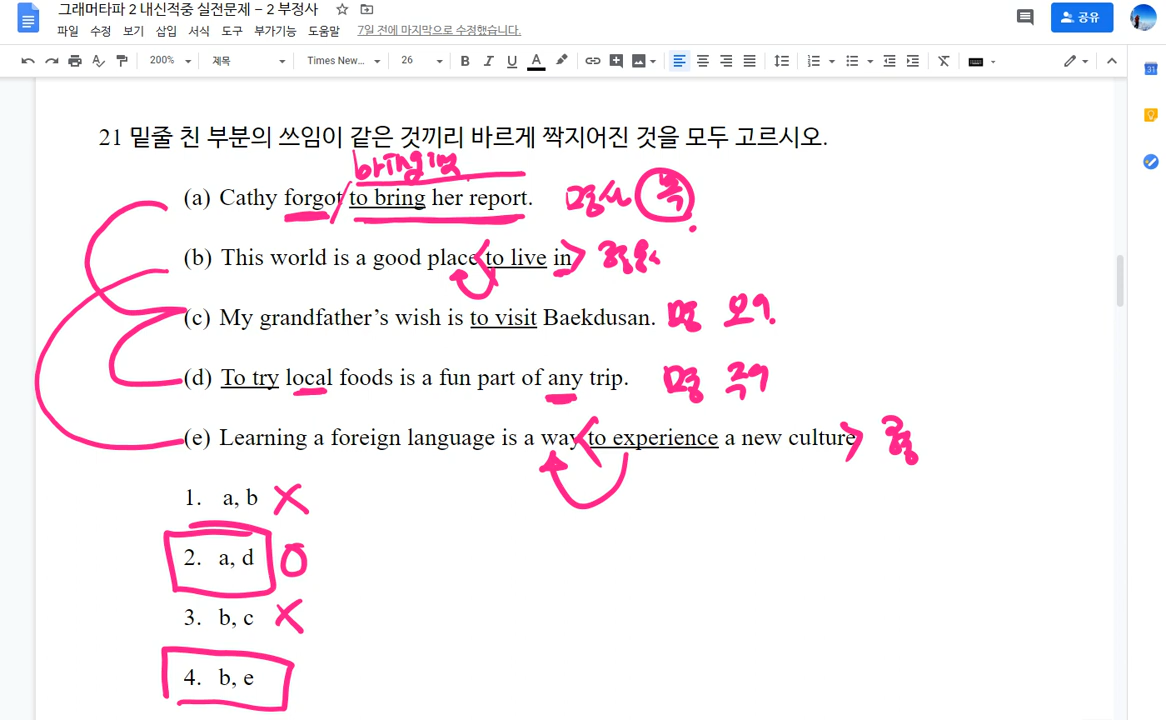 그래머타파 2 내신적중 실전문제 – 2 부정사
파일 수정 보기 삽입 서식 도구 부가기능 도움말 7일 전에 마지막으로 수정했습니다.
공유
200% 제목 Times New... 26 B I U A
31
21 밑줄 친 부분의 쓰임이 같은 것끼리 바르게 짝지어진 것을 모두 고르시오.
bringing
(a) Cathy forgot to bring her report. 명사 목
(b) This world is a good place to live in
(c) My grandfather's wish is to visit Baekdusan. 명 보어.
(d) To try local foods is a fun part of any trip. 명 주어
(e) Learning a foreign language is a way to experience a new culture 형
1. a, b X
2. a, d O
3. b, c X
4. b, e